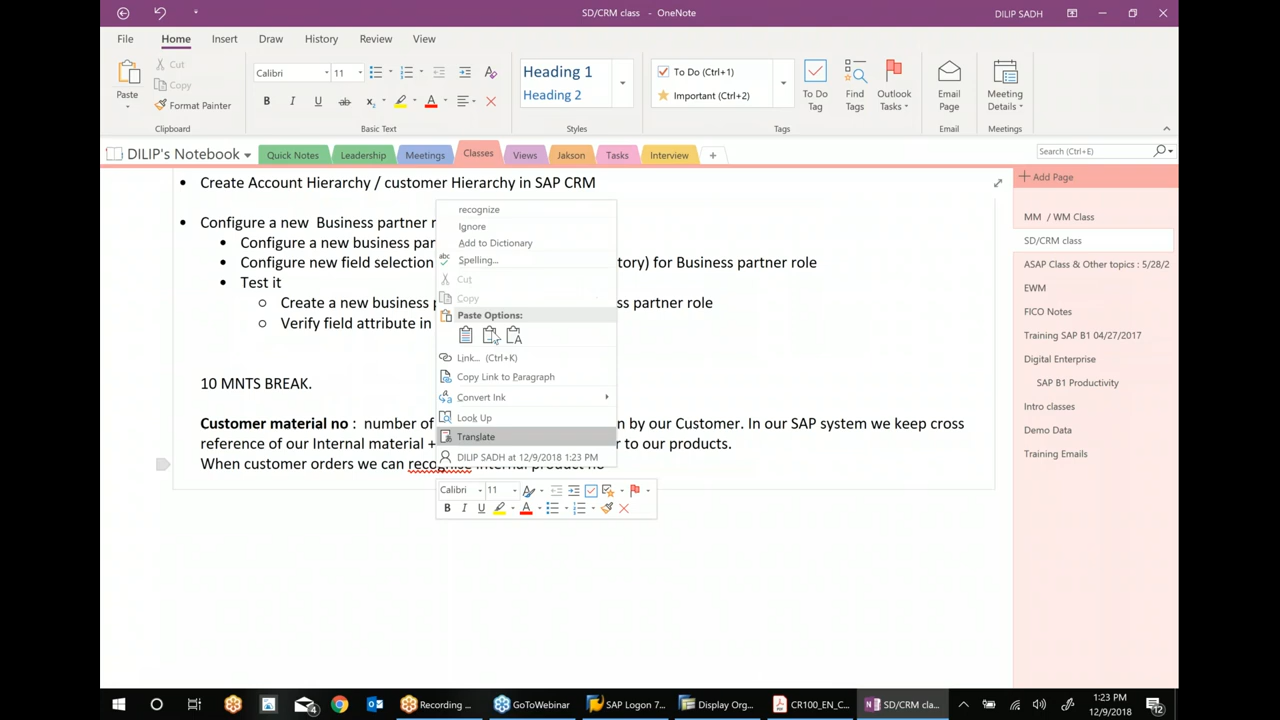 SD/CRM class - OneNote
DILIP SADH
File Home Insert Draw History Review View
Paste
Cut
Copy
Format Painter
Clipboard
Calibri 11
B I U ab x₂ A
Basic Text
Heading 1
Heading 2
Styles
To Do (Ctrl+1)
Important (Ctrl+2)
To Do Tag
Find Tags
Outlook Tasks
Tags
Email Page
Email
Meeting Details
Meetings
DILIP's Notebook
Quick Notes Leadership Meetings Classes Views Jakson Tasks Interview +
Search (Ctrl+E)
• Create Account Hierarchy / customer Hierarchy in SAP CRM
• Configure a new Business partner r
• Configure a new business par
• Configure new field selection tory) for Business partner role
• Test it
o Create a new business p ss partner role
o Verify field attribute in
10 MNTS BREAK.
Customer material no : number of n by our Customer. In our SAP system we keep cross
reference of our Internal material + r to our products.
When customer orders we can recognise internal product no
recognize
Ignore
Add to Dictionary
abc Spelling...
Cut
Copy
Paste Options:
Link... (Ctrl+K)
Copy Link to Paragraph
Convert Ink
Look Up
Translate
DILIP SADH at 12/9/2018 1:23 PM
Calibri 11
B I U A
Add Page
MM / WM Class
SD/CRM class
ASAP Class & Other topics : 5/28/2
EWM
FICO Notes
Training SAP B1 04/27/2017
Digital Enterprise
SAP B1 Productivity
Intro classes
Demo Data
Training Emails
4
Recording ...
GoToWebinar
SAP Logon 7...
Display Org...
CR100_EN_C...
SD/CRM cla...
1:23 PM
12/9/2018
12